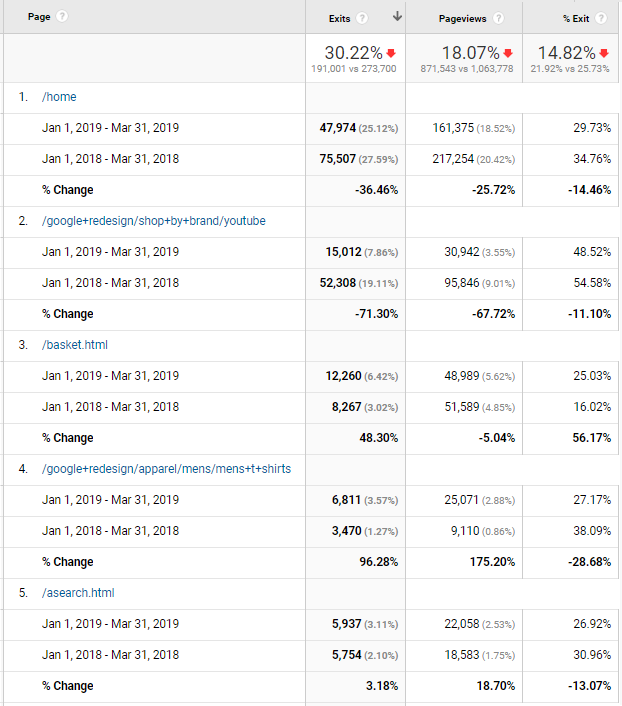 Page ? Exits ? Pageviews ? % Exit ?
30.22% 18.07% 14.82%
191,001 vs 273,700 871,543 vs 1,063,778 21.92% vs 25.73%
1. /home
Jan 1, 2019 - Mar 31, 2019 47,974 (25.12%) 161,375 (18.52%) 29.73%
Jan 1, 2018 - Mar 31, 2018 75,507 (27.59%) 217,254 (20.42%) 34.76%
% Change -36.46% -25.72% -14.46%
2. /google+redesign/shop+by+brand/youtube
Jan 1, 2019 - Mar 31, 2019 15,012 (7.86%) 30,942 (3.55%) 48.52%
Jan 1, 2018 - Mar 31, 2018 52,308 (19.11%) 95,846 (9.01%) 54.58%
% Change -71.30% -67.72% -11.10%
3. /basket.html
Jan 1, 2019 - Mar 31, 2019 12,260 (6.42%) 48,989 (5.62%) 25.03%
Jan 1, 2018 - Mar 31, 2018 8,267 (3.02%) 51,589 (4.85%) 16.02%
% Change 48.30% -5.04% 56.17%
4. /google+redesign/apparel/mens/mens+t+shirts
Jan 1, 2019 - Mar 31, 2019 6,811 (3.57%) 25,071 (2.88%) 27.17%
Jan 1, 2018 - Mar 31, 2018 3,470 (1.27%) 9,110 (0.86%) 38.09%
% Change 96.28% 175.20% -28.68%
5. /asearch.html
Jan 1, 2019 - Mar 31, 2019 5,937 (3.11%) 22,058 (2.53%) 26.92%
Jan 1, 2018 - Mar 31, 2018 5,754 (2.10%) 18,583 (1.75%) 30.96%
% Change 3.18% 18.70% -13.07%